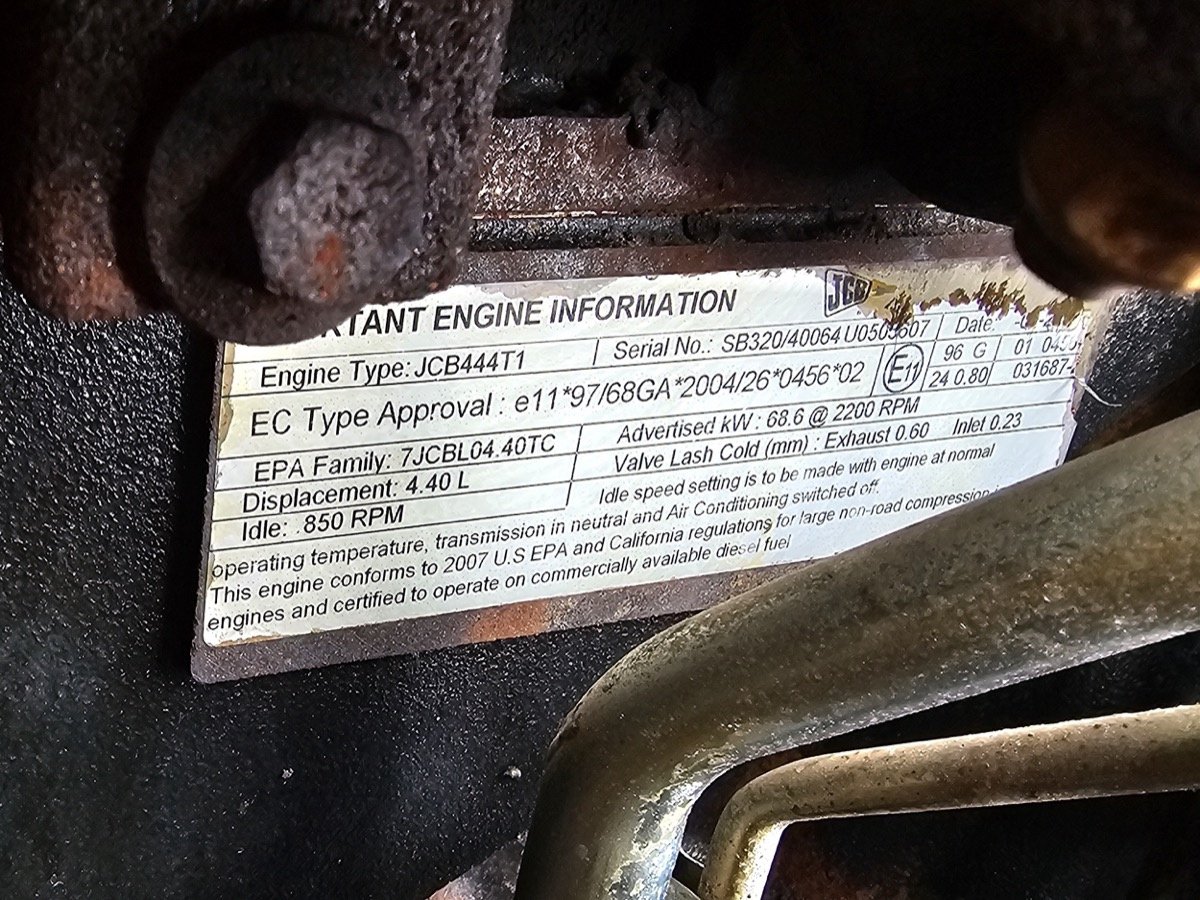 RTANT ENGINE INFORMATION JCB
Engine Type: JCB444T1 Serial No.: SB320/40064 Date:
EC Type Approval : e11*97/68GA*2004/26*0456*02 E11 96 G 01
24 0.80 031687-
EPA Family: 7JCBL04.40TC Advertised kW : 68.6 @ 2200 RPM
Displacement: 4.40 L Valve Lash Cold (mm) : Exhaust 0.60 Inlet 0.23
Idle: 850 RPM Idle speed setting is to be made with engine at normal
operating temperature, transmission in neutral and Air Conditioning switched off.
This engine conforms to 2007 U.S EPA and California regulations for large non-road compression
engines and certified to operate on commercially available diesel fuel